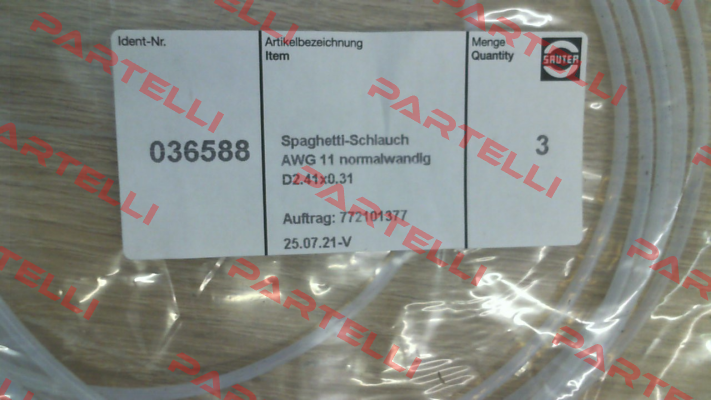 Ident-Nr.
Artikelbezeichnung
Item
Menge
Quantity
SAUTER
036588
Spaghetti-Schlauch
AWG 11 normalwandig
D2.41x0.31
3
Auftrag: 772101377
25.07.21-V
PARTELLI
PARTELLI
PARTELLI
PARTELLI
PARTELLI
PARTELLI